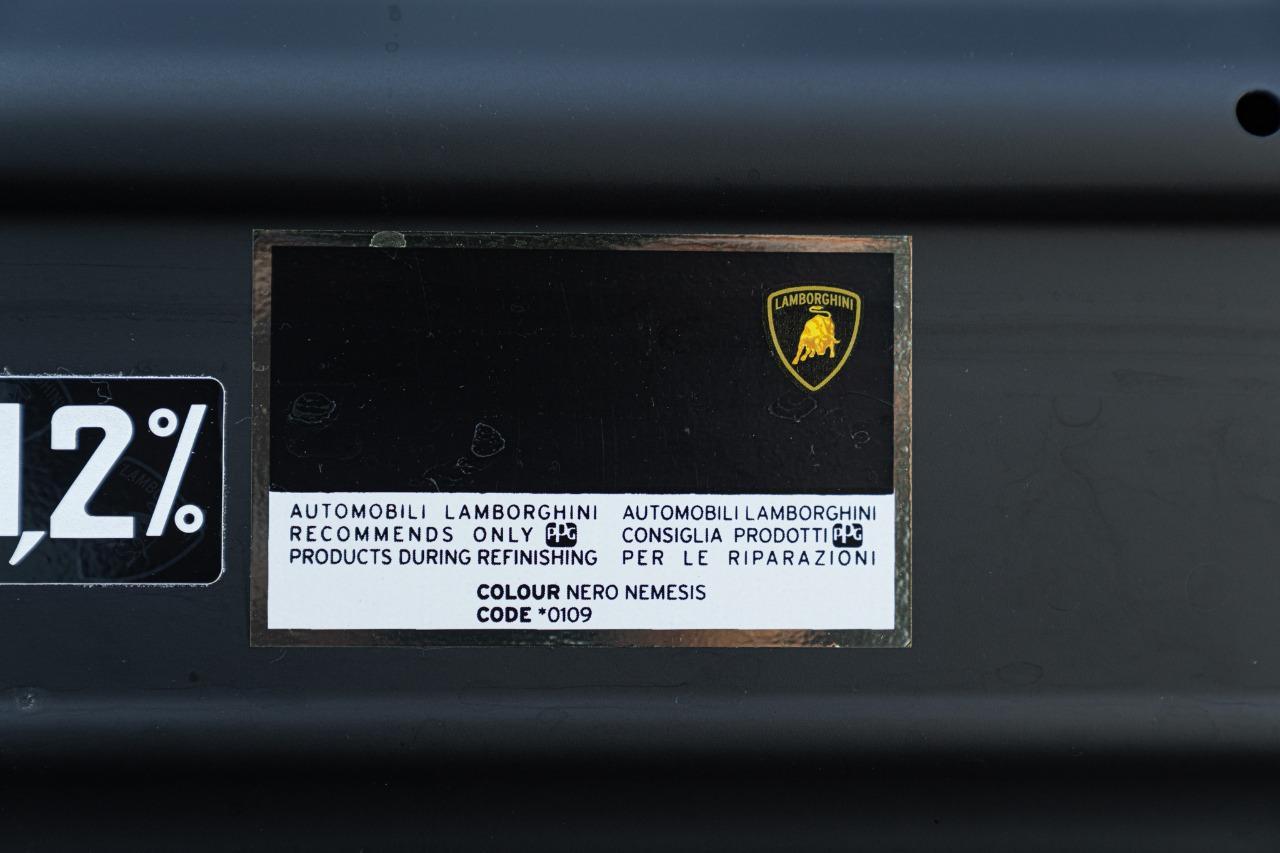 LAMBORGHINI
,2%
AUTOMOBILI LAMBORGHINI
RECOMMENDS ONLY PPG
PRODUCTS DURING REFINISHING
AUTOMOBILI LAMBORGHINI
CONSIGLIA PRODOTTI PPG
PER LE RIPARAZIONI
COLOUR NERO NEMESIS
CODE *0109